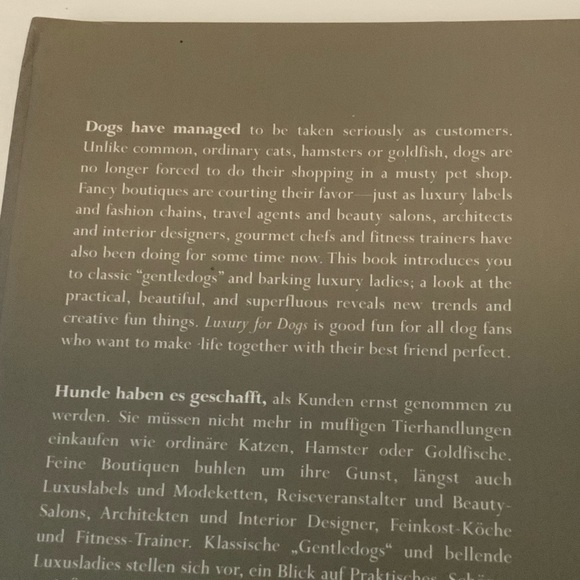 Dogs have managed to be taken seriously as customers.
Unlike common, ordinary cats, hamsters or goldfish, dogs are
no longer forced to do their shopping in a musty pet shop.
Fancy boutiques are courting their favor—just as luxury labels
and fashion chains, travel agents and beauty salons, architects
and interior designers, gourmet chefs and fitness trainers have
also been doing for some time now. This book introduces you
to classic “gentledogs” and barking luxury ladies; a look at the
practical, beautiful, and superfluous reveals new trends and
creative fun things. Luxury for Dogs is good fun for all dog fans
who want to make life together with their best friend perfect.
Hunde haben es geschafft, als Kunden ernst genommen zu
werden. Sie müssen nicht mehr in muffigen Tierhandlungen
einkaufen wie ordinäre Katzen, Hamster oder Goldfische.
Feine Boutiquen buhlen um ihre Gunst, längst auch
Luxuslabels und Modeketten, Reiseveranstalter und Beauty-
Salons, Architekten und Interior Designer, Feinkost-Köche
und Fitness-Trainer. Klassische „Gentledogs“ und bellende
Luxusladies stellen sich vor, ein Blick auf Praktisches,